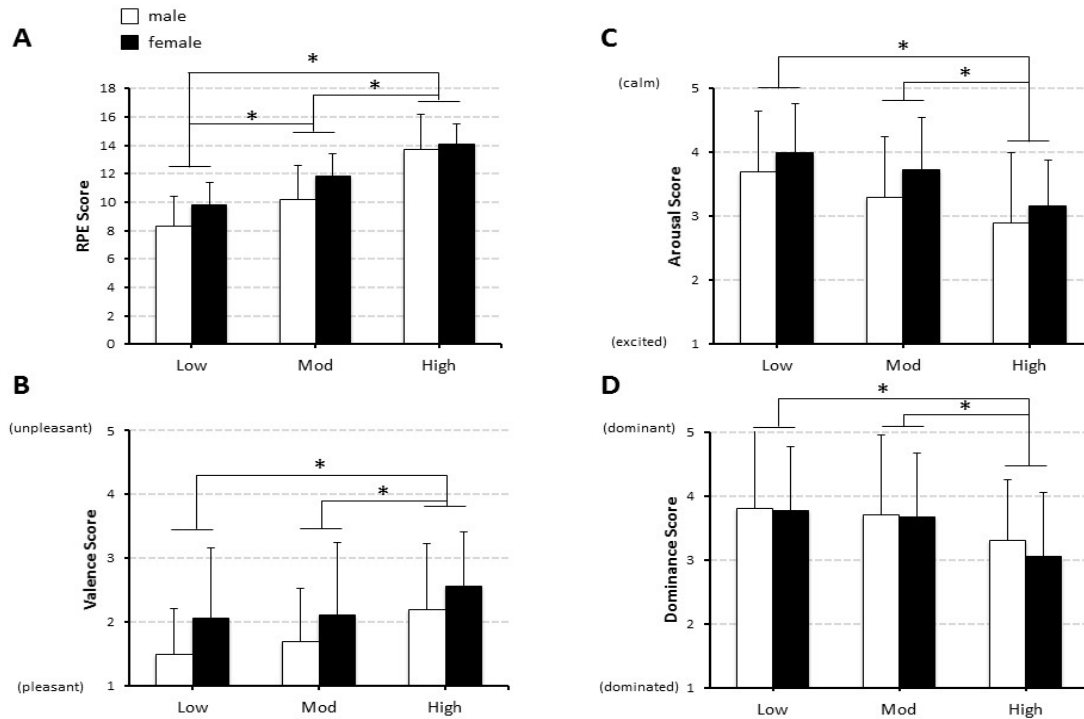 male
female
A
*
*
*
RPE Score
18
16
14
12
10
8
6
4
2
0
Low Mod High
B
(unpleasant)
(pleasant)
Valence Score
5
4
3
2
1
*
*
Low Mod High
C
(calm)
(excited)
Arousal Score
5
4
3
2
1
*
*
Low Mod High
D
(dominant)
(dominated)
Dominance Score
5
4
3
2
1
*
*
Low Mod High